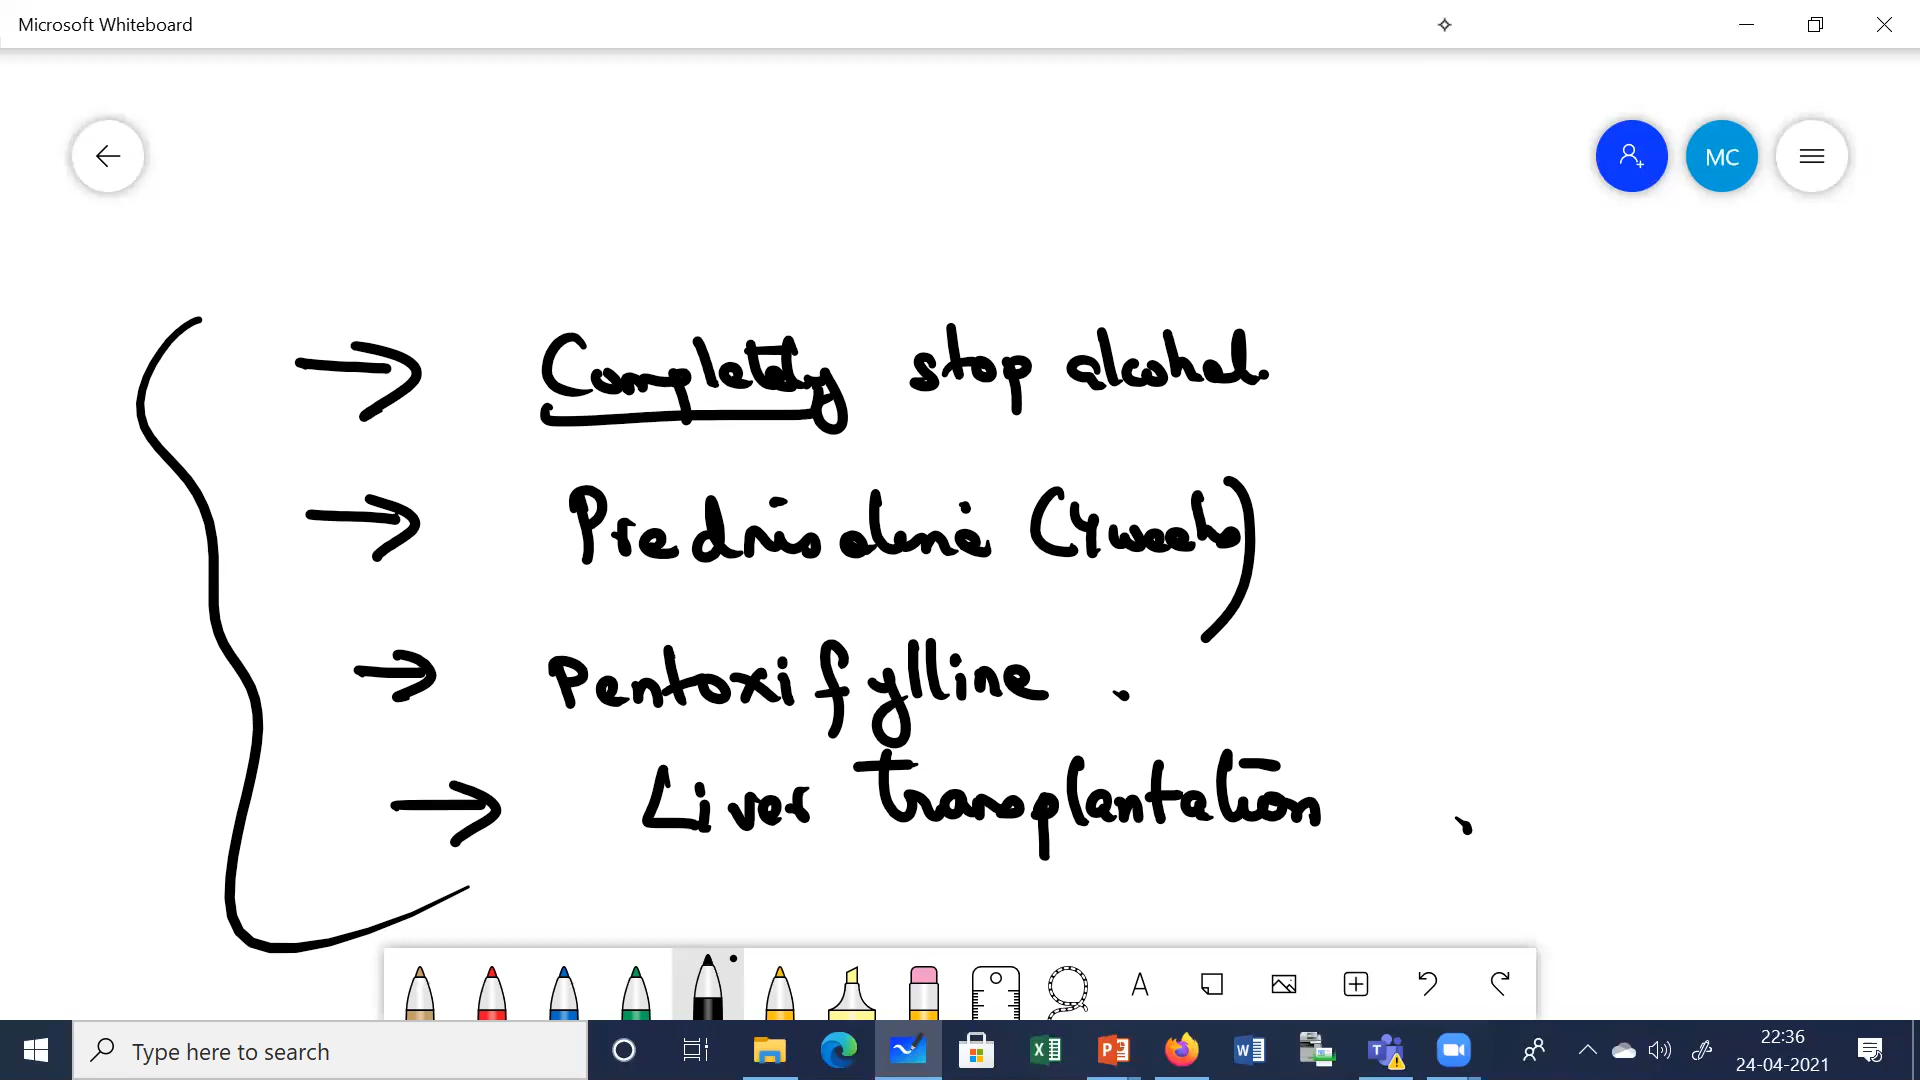 Microsoft Whiteboard
MC
→ Completely stop alcohol.
→ Prednisolone (4 weeks)
→ Pentoxifylline .
→ Liver transplantation .
A
Type here to search
22:36
24-04-2021